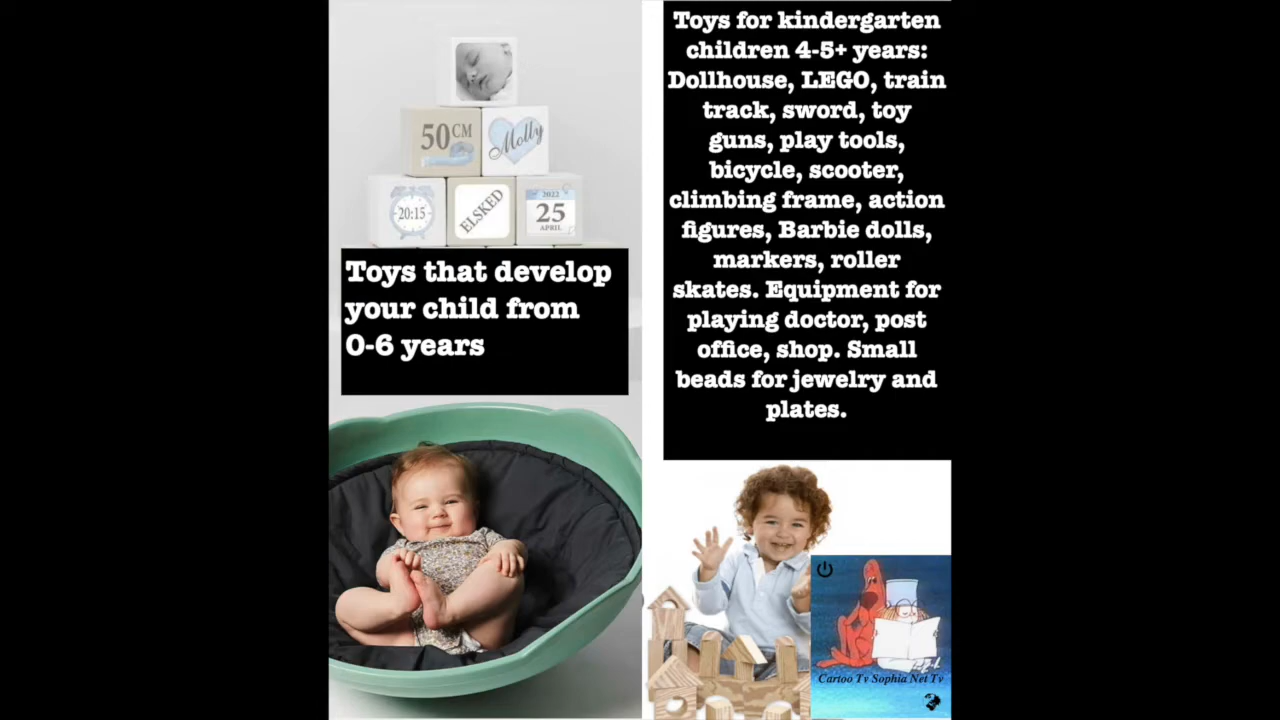 50CM
Molly
20:15
ELSKED
2022
25
APRIL
Toys that develop
your child from
0-6 years
Toys for kindergarten
children 4-5+ years:
Dollhouse, LEGO, train
track, sword, toy
guns, play tools,
bicycle, scooter,
climbing frame, action
figures, Barbie dolls,
markers, roller
skates. Equipment for
playing doctor, post
office, shop. Small
beads for jewelry and
plates.
Cartoo Tv Sophia Net Tv